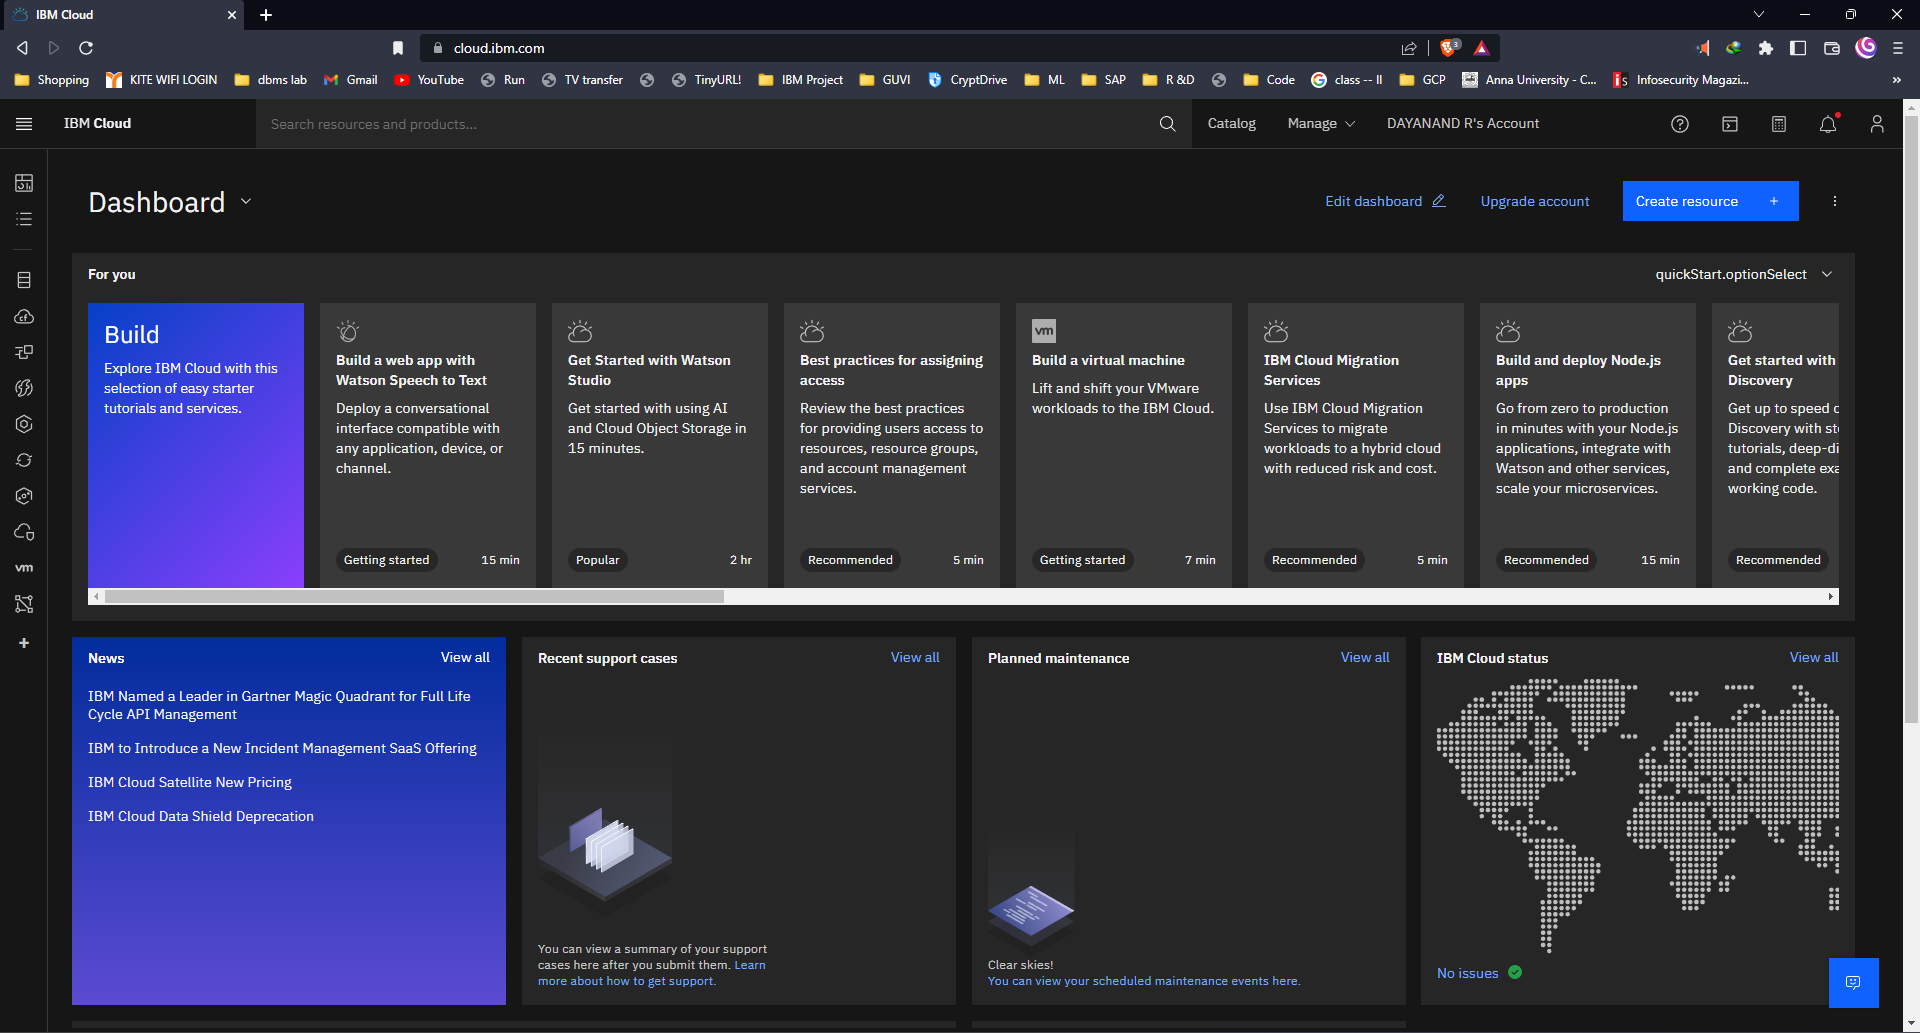 IBM Cloud
cloud.ibm.com
3
Shopping
KITE WIFI LOGIN
dbms lab
Gmail
YouTube
Run
TV transfer
TinyURL!
IBM Project
GUVI
CryptDrive
ML
SAP
R &D
Code
class -- II
GCP
Anna University - C...
Infosecurity Magazi...
IBM Cloud
Search resources and products...
Catalog
Manage
DAYANAND R's Account
Dashboard
Edit dashboard
Upgrade account
Create resource +
For you
quickStart.optionSelect
Build
Explore IBM Cloud with this
selection of easy starter
tutorials and services.
Build a web app with
Watson Speech to Text
Deploy a conversational
interface compatible with
any application, device, or
channel.
Getting started
15 min
Get Started with Watson
Studio
Get started with using AI
and Cloud Object Storage in
15 minutes.
Popular
2 hr
Best practices for assigning
access
Review the best practices
for providing users access to
resources, resource groups,
and account management
services.
Recommended
5 min
vm
Build a virtual machine
Lift and shift your VMware
workloads to the IBM Cloud.
Getting started
7 min
IBM Cloud Migration
Services
Use IBM Cloud Migration
Services to migrate
workloads to a hybrid cloud
with reduced risk and cost.
Recommended
5 min
Build and deploy Node.js
apps
Go from zero to production
in minutes with your Node.js
applications, integrate with
Watson and other services,
scale your microservices.
Recommended
15 min
Get started with
Discovery
Get up to speed
Discovery with
tutorials,
and complete
working code.
Recommended
vm
News
View all
IBM Named a Leader in Gartner Magic Quadrant for Full Life
Cycle API Management
IBM to Introduce a New Incident Management SaaS Offering
IBM Cloud Satellite New Pricing
IBM Cloud Data Shield Deprecation
Recent support cases
View all
You can view a summary of your support
cases here after you submit them. Learn
more about how to get support.
Planned maintenance
View all
Clear skies!
You can view your scheduled maintenance events here.
IBM Cloud status
View all
No issues